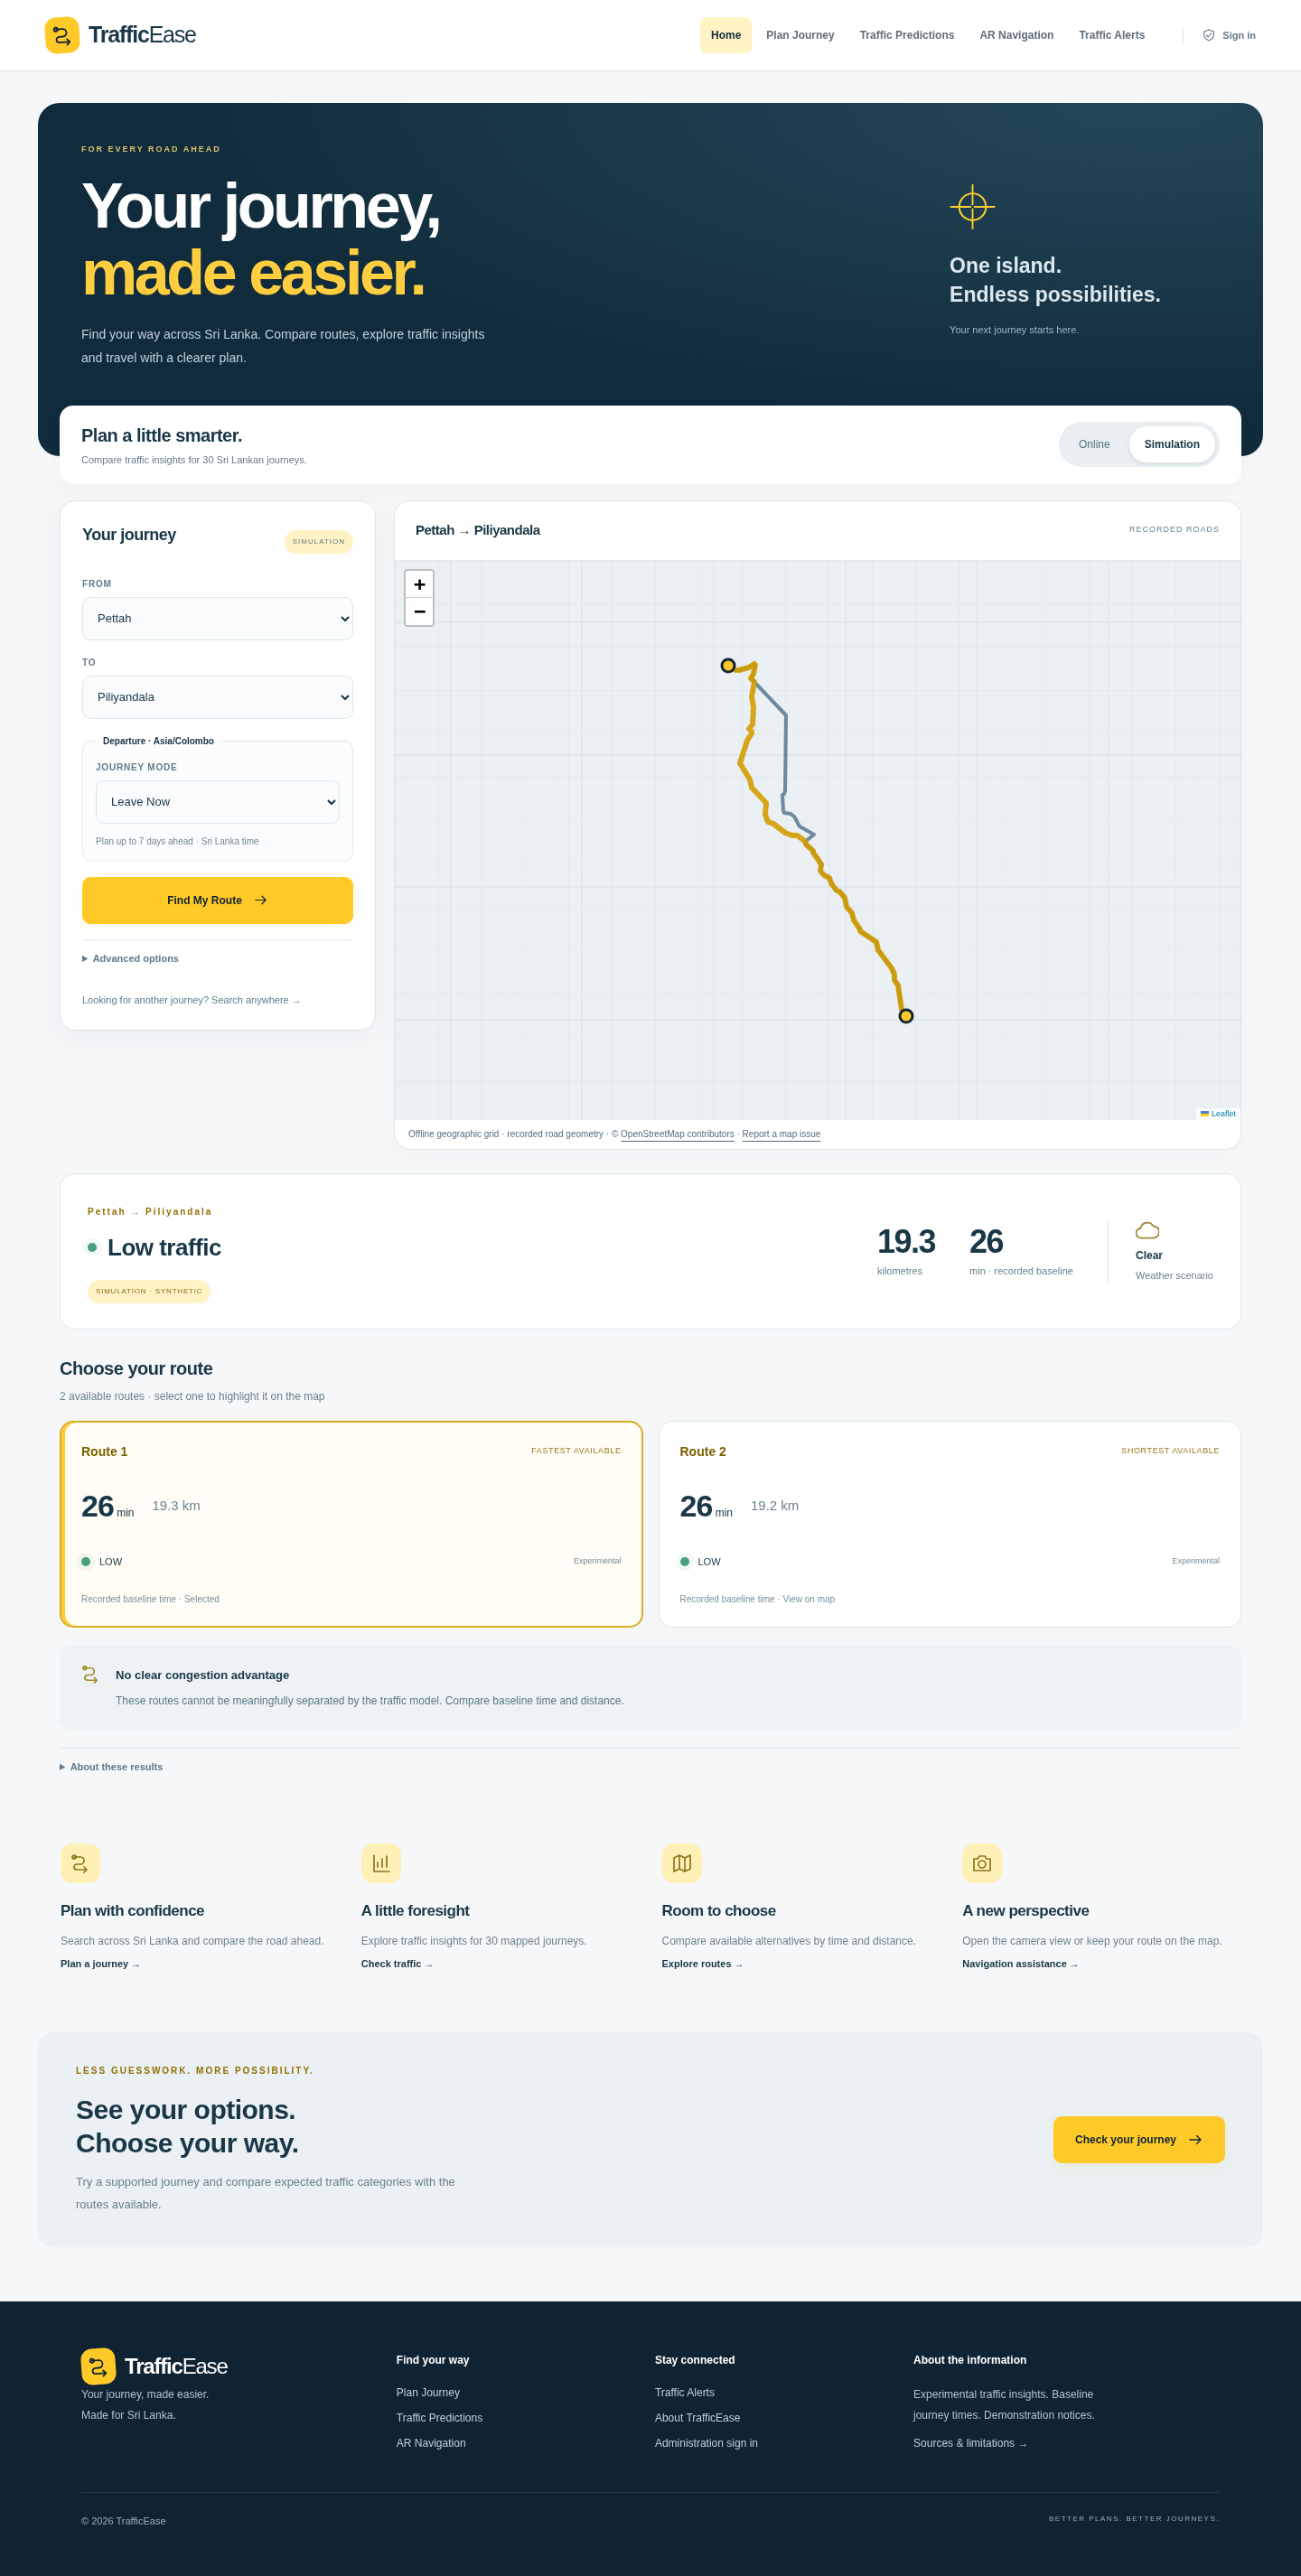 TrafficEase
Home
Plan Journey
Traffic Predictions
AR Navigation
Traffic Alerts
Sign in
FOR EVERY ROAD AHEAD
Your journey,
made easier.
Find your way across Sri Lanka. Compare routes, explore traffic insights
and travel with a clearer plan.
One island.
Endless possibilities.
Your next journey starts here.
Plan a little smarter.
Compare traffic insights for 30 Sri Lankan journeys.
Online
Simulation
Your journey
SIMULATION
FROM
Pettah
TO
Piliyandala
Departure · Asia/Colombo
JOURNEY MODE
Leave Now
Plan up to 7 days ahead · Sri Lanka time
Find My Route →
▶ Advanced options
Looking for another journey? Search anywhere →
Pettah → Piliyandala
RECORDED ROADS
+
−
Leaflet
Offline geographic grid · recorded road geometry · © OpenStreetMap contributors · Report a map issue
Pettah → Piliyandala
Low traffic
SIMULATION · SYNTHETIC
19.3
kilometres
26
min · recorded baseline
Clear
Weather scenario
Choose your route
2 available routes · select one to highlight it on the map
Route 1
FASTEST AVAILABLE
26 min 19.3 km
LOW
Experimental
Recorded baseline time · Selected
Route 2
SHORTEST AVAILABLE
26 min 19.2 km
LOW
Experimental
Recorded baseline time · View on map
No clear congestion advantage
These routes cannot be meaningfully separated by the traffic model. Compare baseline time and distance.
▶ About these results
Plan with confidence
Search across Sri Lanka and compare the road ahead.
Plan a journey →
A little foresight
Explore traffic insights for 30 mapped journeys.
Check traffic →
Room to choose
Compare available alternatives by time and distance.
Explore routes →
A new perspective
Open the camera view or keep your route on the map.
Navigation assistance →
LESS GUESSWORK. MORE POSSIBILITY.
See your options.
Choose your way.
Try a supported journey and compare expected traffic categories with the
routes available.
Check your journey →
TrafficEase
Your journey, made easier.
Made for Sri Lanka.
Find your way
Plan Journey
Traffic Predictions
AR Navigation
Stay connected
Traffic Alerts
About TrafficEase
Administration sign in
About the information
Experimental traffic insights. Baseline
journey times. Demonstration notices.
Sources & limitations →
© 2026 TrafficEase
BETTER PLANS. BETTER JOURNEYS.